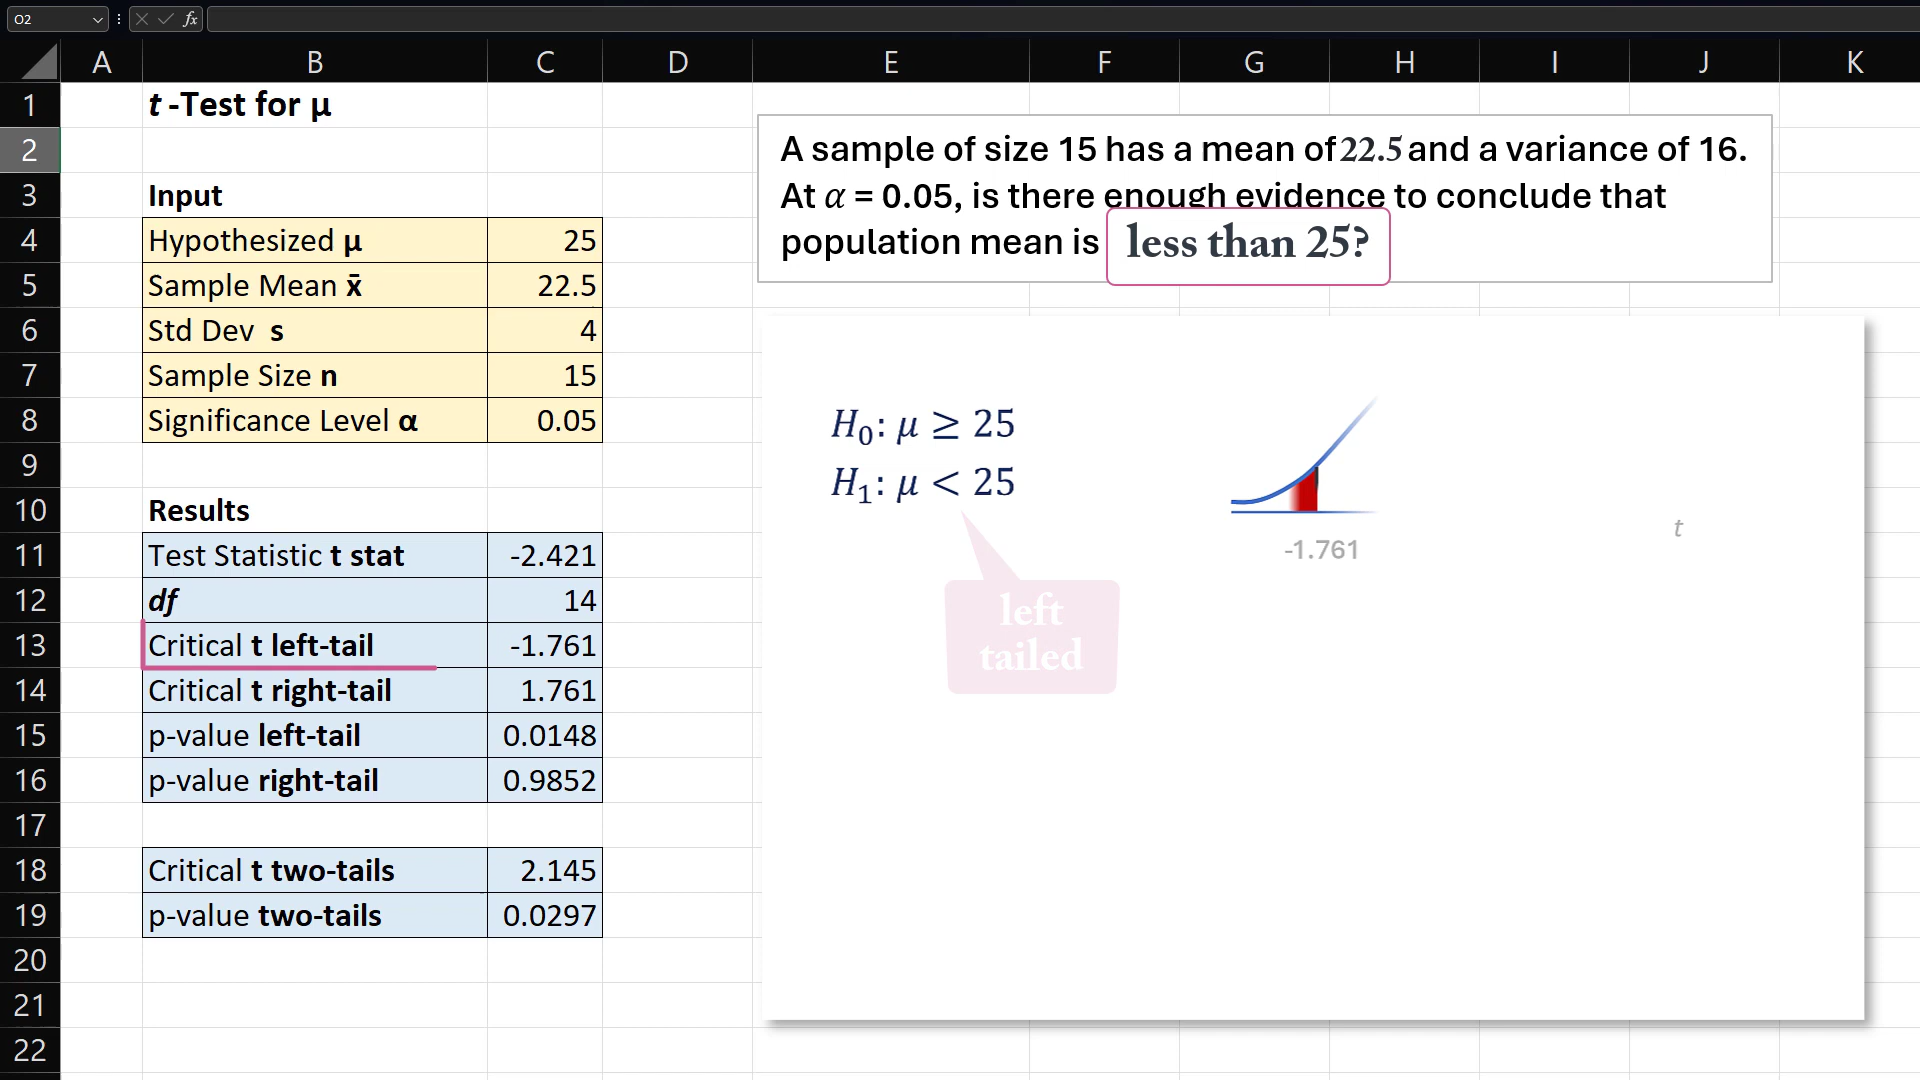 O2
fx
A B C D E F G H I J K
1 t -Test for μ
2
3 Input
4 Hypothesized μ 25
5 Sample Mean x̄ 22.5
6 Std Dev s 4
7 Sample Size n 15
8 Significance Level α 0.05
9
10 Results
11 Test Statistic t stat -2.421
12 df 14
13 Critical t left-tail -1.761
14 Critical t right-tail 1.761
15 p-value left-tail 0.0148
16 p-value right-tail 0.9852
17
18 Critical t two-tails 2.145
19 p-value two-tails 0.0297
20
21
22
A sample of size 15 has a mean of 22.5 and a variance of 16.
At α = 0.05, is there enough evidence to conclude that
population mean is less than 25?
H₀: μ ≥ 25
H₁: μ < 25
left
tailed
-1.761
t